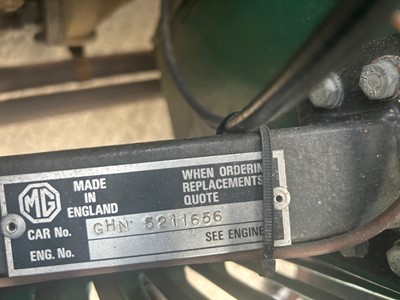 MG
MADE
IN
ENGLAND
WHEN ORDERING
REPLACEMENTS
QUOTE
CAR No. GHN 5211656
ENG. No. SEE ENGINE